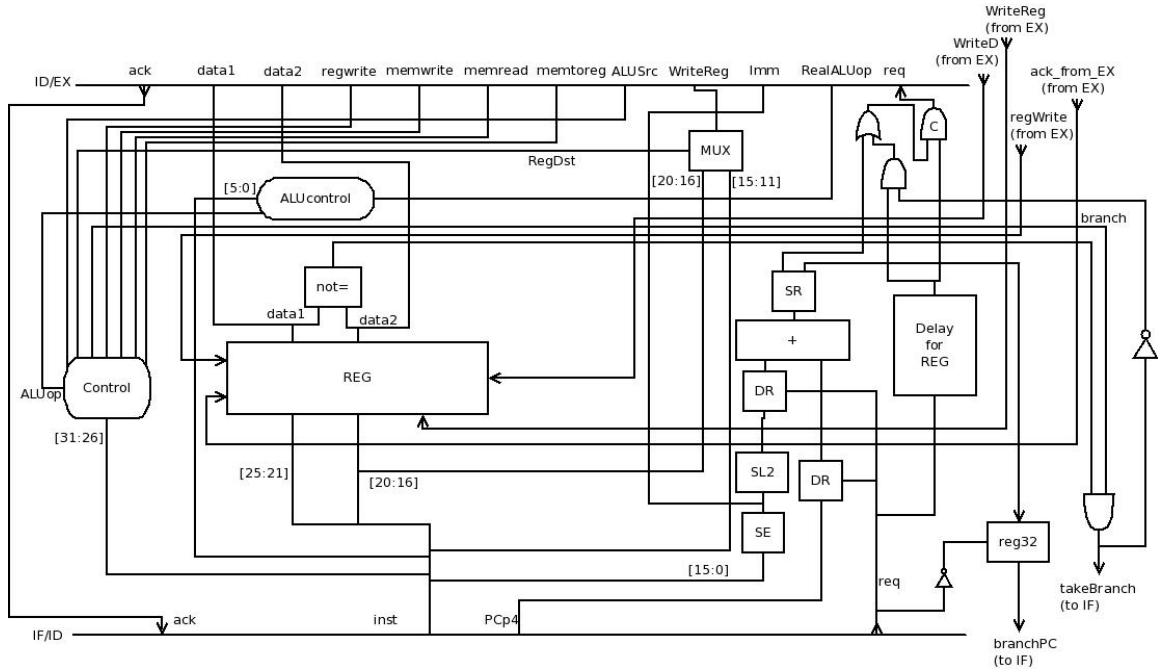 WriteReg
(from EX)
WriteD
(from EX)
ack_from_EX
(from EX)
regWrite
(from EX)
ID/EX
ack
data1
data2
regwrite
memwrite
memread
memtoreg
ALUSrc
WriteReg
Imm
RealALUop
req
C
MUX
RegDst
[20:16]
[15:11]
[5:0]
ALUcontrol
branch
not=
SR
data1
data2
+
Delay
for
REG
REG
Control
ALUop
DR
[31:26]
[25:21]
[20:16]
SL2
DR
SE
reg32
[15:0]
req
takeBranch
(to IF)
ack
inst
PCp4
IF/ID
branchPC
(to IF)